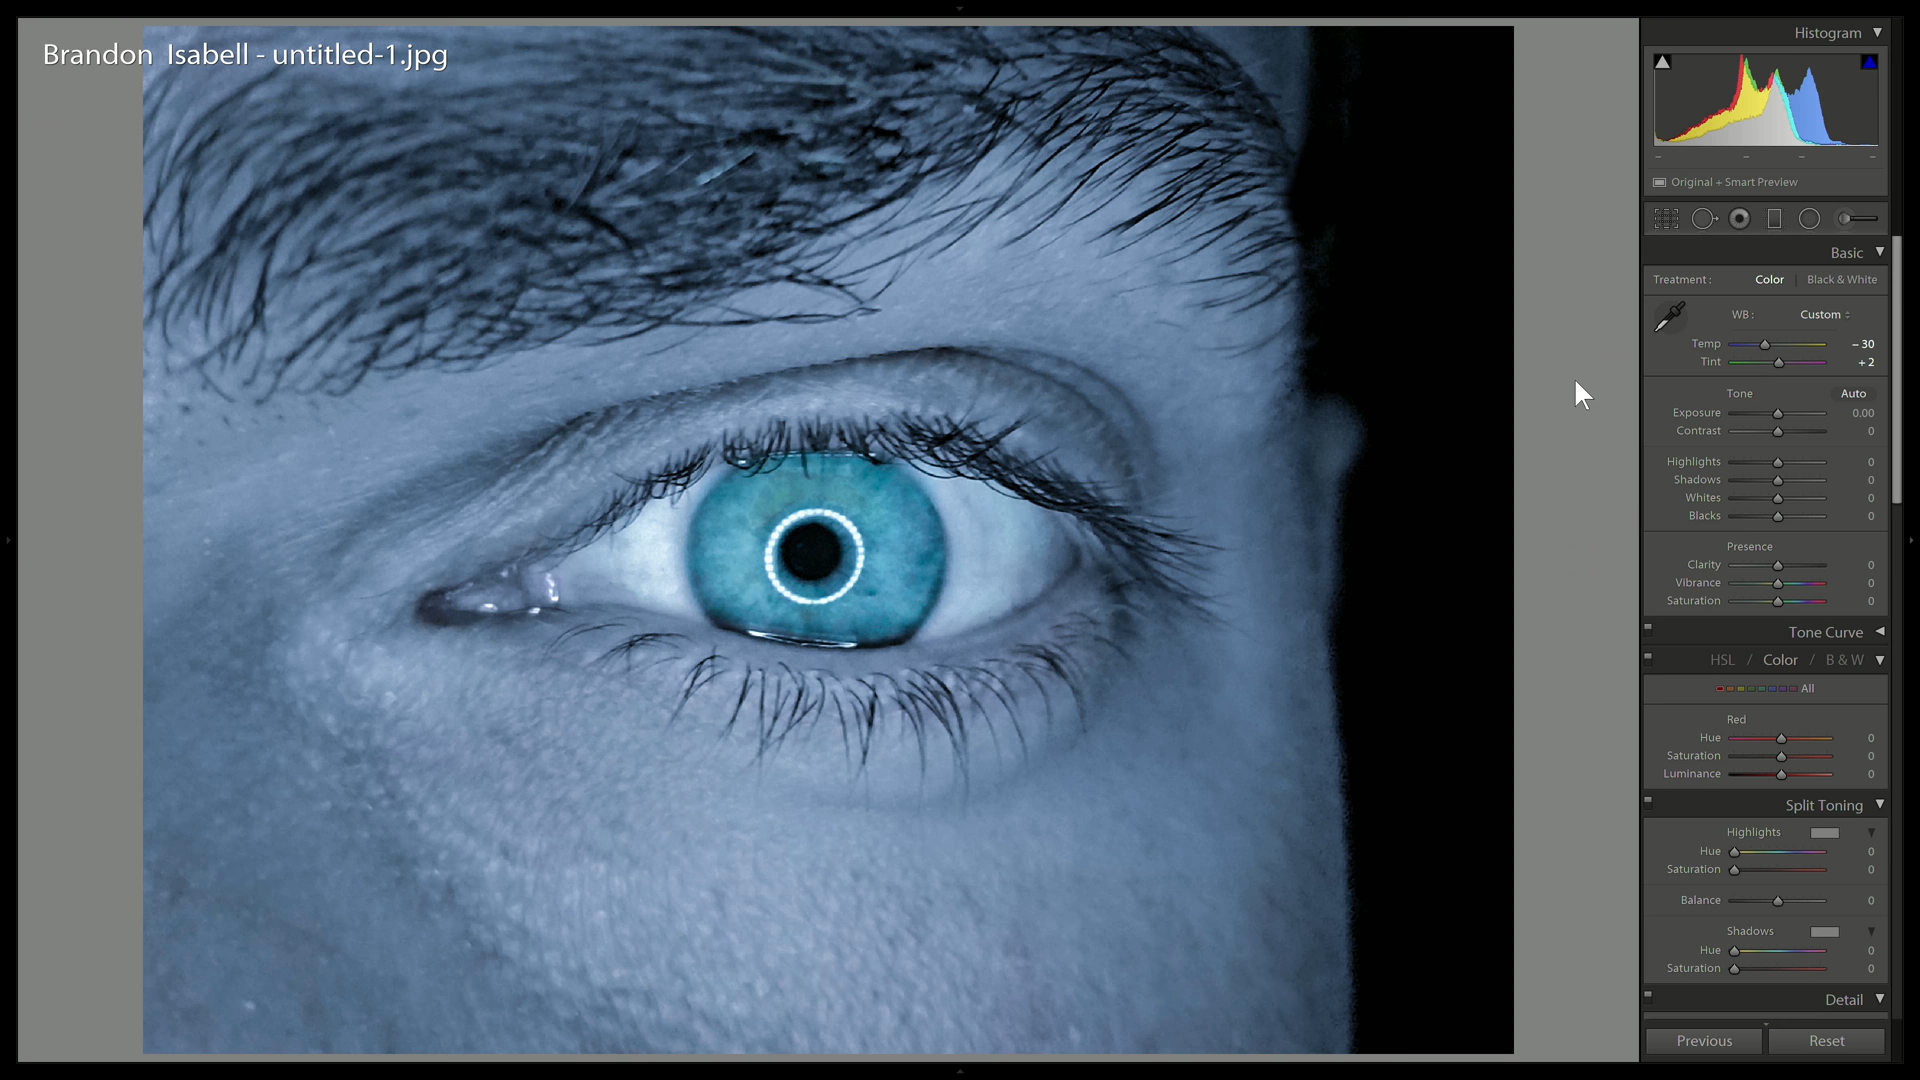 Brandon  Isabell - untitled-1.jpg
Histogram
Original + Smart Preview
Basic
Treatment :  Color  |  Black & White
WB :  Custom
Temp  – 30
Tint  + 2
Tone  Auto
Exposure  0.00
Contrast  0
Highlights  0
Shadows  0
Whites  0
Blacks  0
Presence
Clarity  0
Vibrance  0
Saturation  0
Tone Curve
HSL  /  Color  /  B & W
All
Red
Hue  0
Saturation  0
Luminance  0
Split Toning
Highlights
Hue  0
Saturation  0
Balance  0
Shadows
Hue  0
Saturation  0
Detail
Previous  Reset